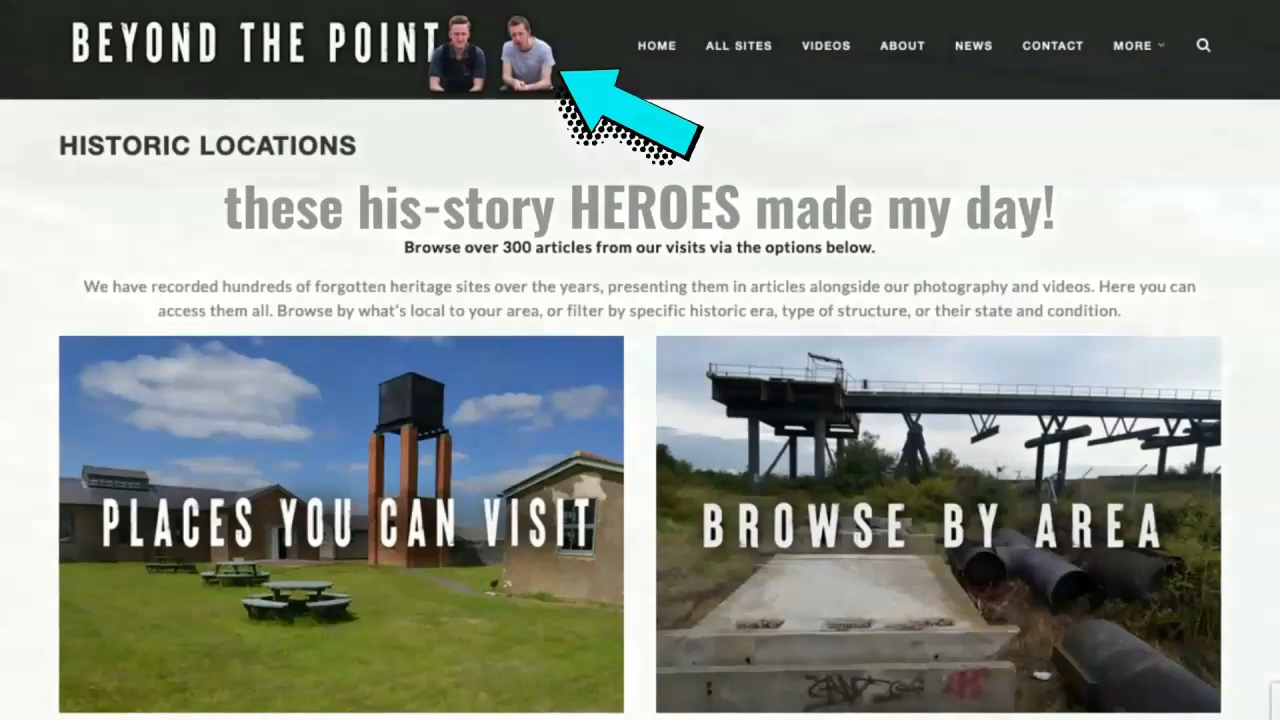 BEYOND THE POINT
HOME ALL SITES VIDEOS ABOUT NEWS CONTACT MORE
HISTORIC LOCATIONS
these his-story HEROES made my day!
Browse over 300 articles from our visits via the options below.
We have recorded hundreds of forgotten heritage sites over the years, presenting them in articles alongside our photography and videos. Here you can
access them all. Browse by what's local to your area, or filter by specific historic era, type of structure, or their state and condition.
PLACES YOU CAN VISIT
BROWSE BY AREA